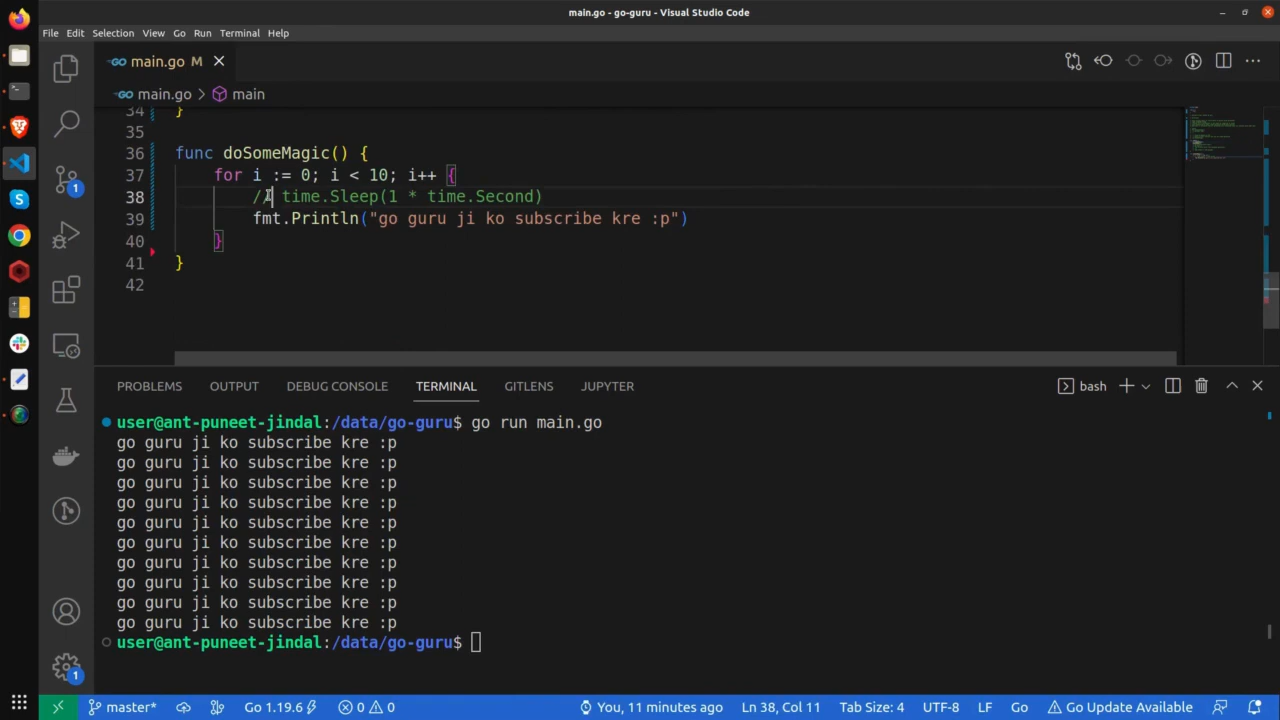 main.go - go-guru - Visual Studio Code
File Edit Selection View Go Run Terminal Help
main.go M
main.go > main
34 }
35
36 func doSomeMagic() {
37 for i := 0; i < 10; i++ {
38 // time.Sleep(1 * time.Second)
39 fmt.Println("go guru ji ko subscribe kre :p")
40 }
41 }
42
PROBLEMS OUTPUT DEBUG CONSOLE TERMINAL GITLENS JUPYTER bash
user@ant-puneet-jindal:/data/go-guru$ go run main.go
go guru ji ko subscribe kre :p
go guru ji ko subscribe kre :p
go guru ji ko subscribe kre :p
go guru ji ko subscribe kre :p
go guru ji ko subscribe kre :p
go guru ji ko subscribe kre :p
go guru ji ko subscribe kre :p
go guru ji ko subscribe kre :p
go guru ji ko subscribe kre :p
go guru ji ko subscribe kre :p
user@ant-puneet-jindal:/data/go-guru$
1
1
master* Go 1.19.6 0 0 You, 11 minutes ago Ln 38, Col 11 Tab Size: 4 UTF-8 LF Go Go Update Available